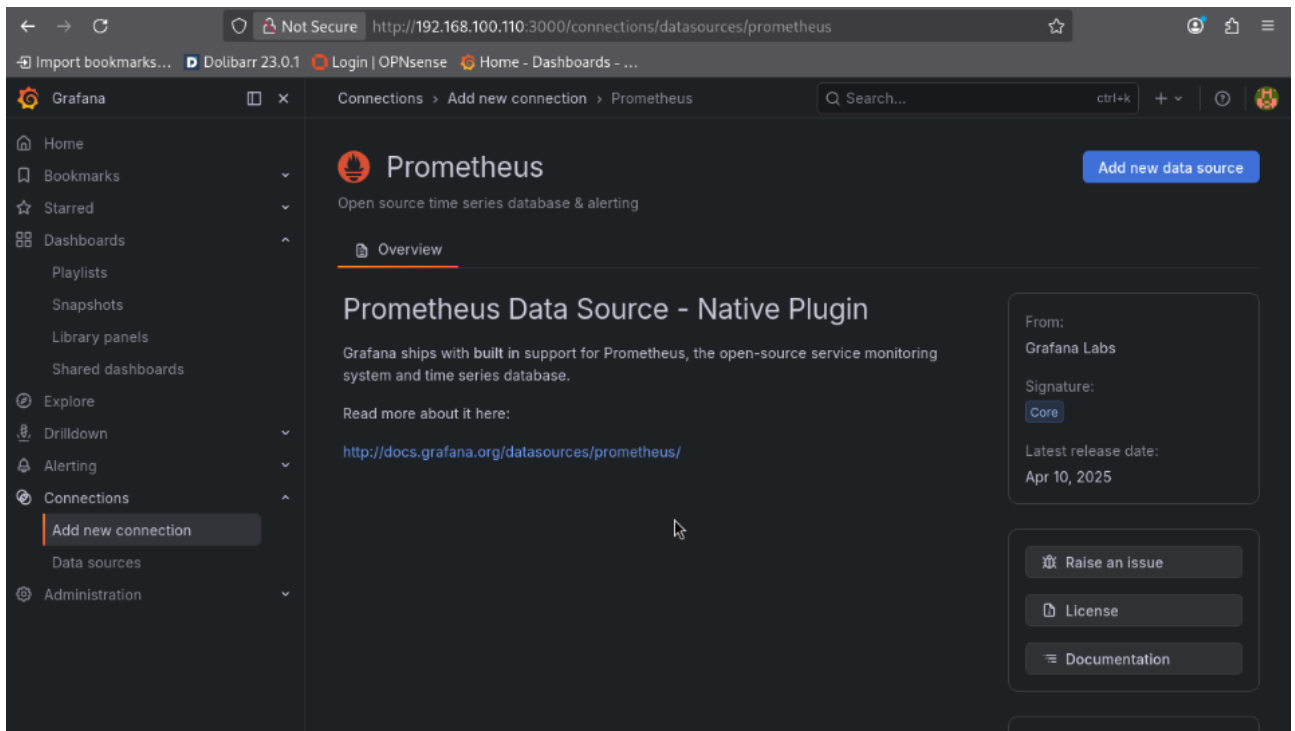 Not Secure http://192.168.100.110:3000/connections/datasources/prometheus
Import bookmarks... Dolibarr 23.0.1 Login | OPNsense Home - Dashboards - ...
Grafana
Connections > Add new connection > Prometheus
Search...
ctrl+k
Home
Bookmarks
Starred
Dashboards
Playlists
Snapshots
Library panels
Shared dashboards
Explore
Drilldown
Alerting
Connections
Add new connection
Data sources
Administration
Prometheus
Add new data source
Open source time series database & alerting
Overview
Prometheus Data Source - Native Plugin
Grafana ships with built in support for Prometheus, the open-source service monitoring
system and time series database.
Read more about it here:
http://docs.grafana.org/datasources/prometheus/
From:
Grafana Labs
Signature:
Core
Latest release date:
Apr 10, 2025
Raise an issue
License
Documentation